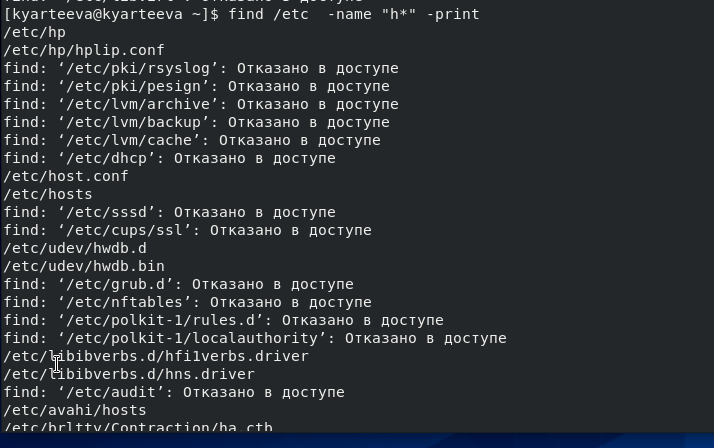 [kyarteeva@kyarteeva ~]$ find /etc  -name "h*" -print
/etc/hp
/etc/hp/hplip.conf
find: ‘/etc/pki/rsyslog’: Отказано в доступе
find: ‘/etc/pki/pesign’: Отказано в доступе
find: ‘/etc/lvm/archive’: Отказано в доступе
find: ‘/etc/lvm/backup’: Отказано в доступе
find: ‘/etc/lvm/cache’: Отказано в доступе
find: ‘/etc/dhcp’: Отказано в доступе
/etc/host.conf
/etc/hosts
find: ‘/etc/sssd’: Отказано в доступе
find: ‘/etc/cups/ssl’: Отказано в доступе
/etc/udev/hwdb.d
/etc/udev/hwdb.bin
find: ‘/etc/grub.d’: Отказано в доступе
find: ‘/etc/nftables’: Отказано в доступе
find: ‘/etc/polkit-1/rules.d’: Отказано в доступе
find: ‘/etc/polkit-1/localauthority’: Отказано в доступе
/etc/libibverbs.d/hfi1verbs.driver
/etc/libibverbs.d/hns.driver
find: ‘/etc/audit’: Отказано в доступе
/etc/avahi/hosts
/etc/brltty/Contraction/ha.ctb